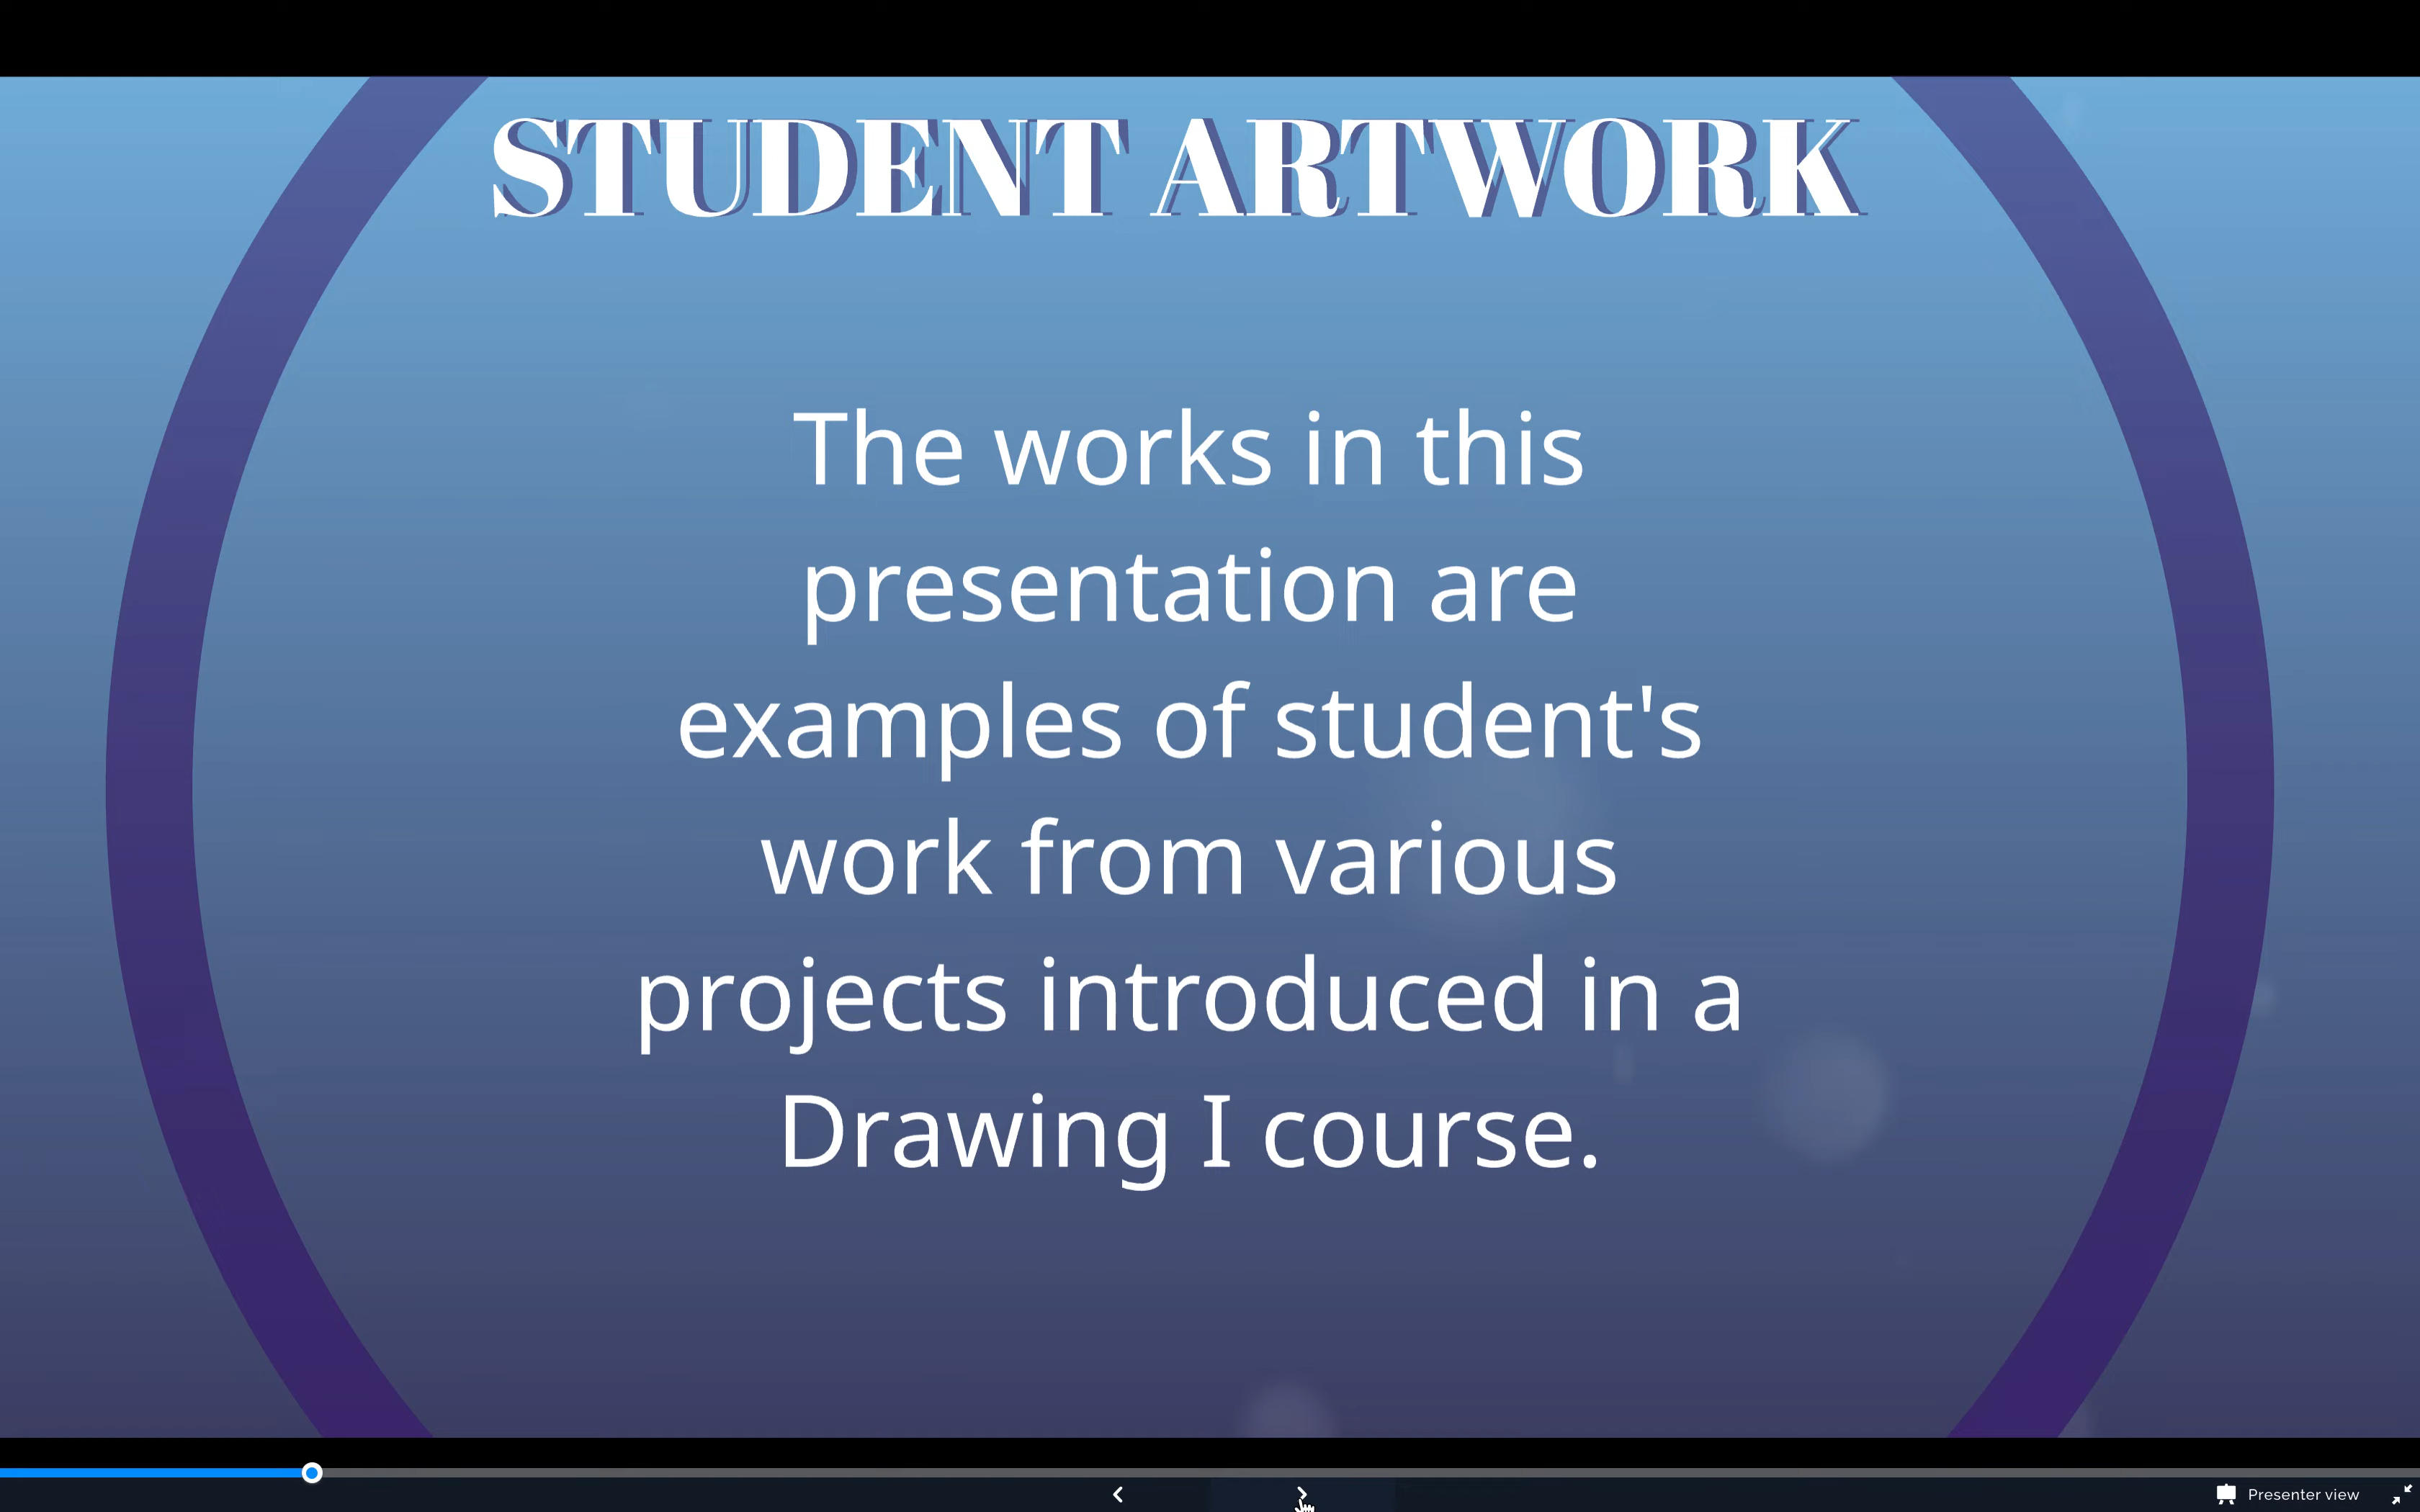 STUDENT ARTWORK
The works in this
presentation are
examples of student's
work from various
projects introduced in a
Drawing I course.
Presenter view